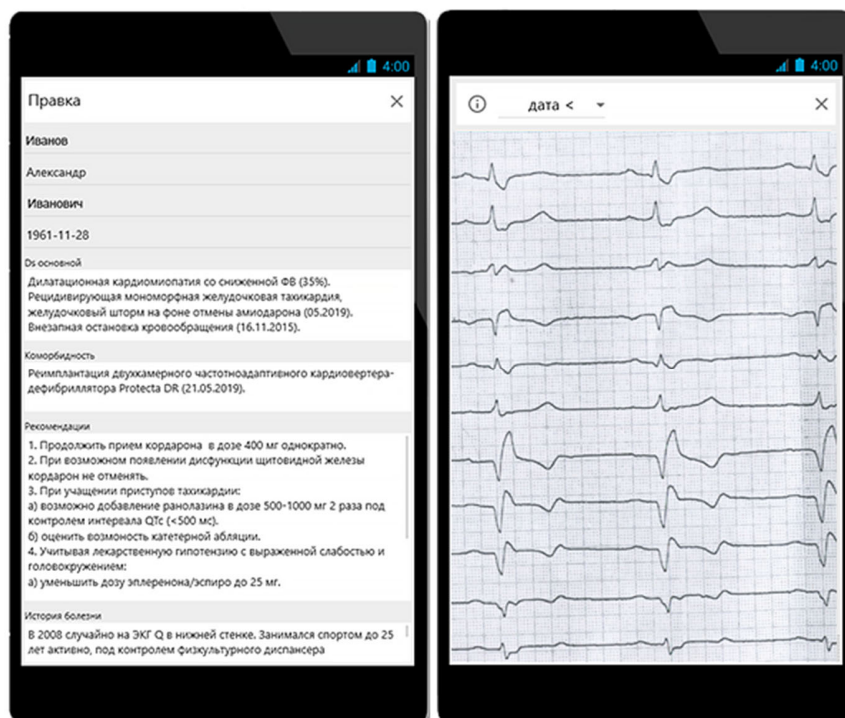 4:00
Правка
Иванов
Александр
Иванович
1961-11-28
Ds основной
Дилатационная кардиомиопатия со сниженной ФВ (35%).
Рецидивирующая мономорфная желудочковая тахикардия,
желудочковый шторм на фоне отмены амиодарона (05.2019).
Внезапная остановка кровообращения (16.11.2015).
Коморбидность
Реимплантация двухкамерного частотноадаптивного кардиовертера-
дефибриллятора Protecta DR (21.05.2019).
Рекомендации
1. Продолжить прием кордарона в дозе 400 мг однократно.
2. При возможном появлении дисфункции щитовидной железы
кордарон не отменять.
3. При учащении приступов тахикардии:
а) возможно добавление ранолазина в дозе 500-1000 мг 2 раза под
контролем интервала QTc (<500 мс).
б) оценить возмоность катетерной абляции.
4. Учитывая лекарственную гипотензию с выраженной слабостью и
головокружением:
а) уменьшить дозу эплеренона/эспиро до 25 мг.
История болезни
В 2008 случайно на ЭКГ Q в нижней стенке. Занимался спортом до 25
лет активно, под контролем физкультурного диспансера
4:00
дата <